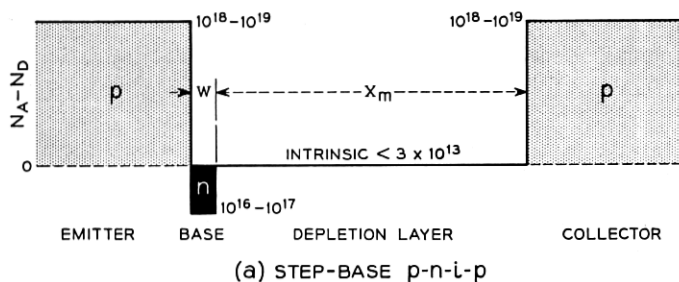 10¹⁸–10¹⁹ 10¹⁸–10¹⁹
N_A–N_D
p w x_m p
INTRINSIC < 3 x 10¹³
0
n
10¹⁶–10¹⁷
EMITTER BASE DEPLETION LAYER COLLECTOR
(a) STEP-BASE p-n-i-p